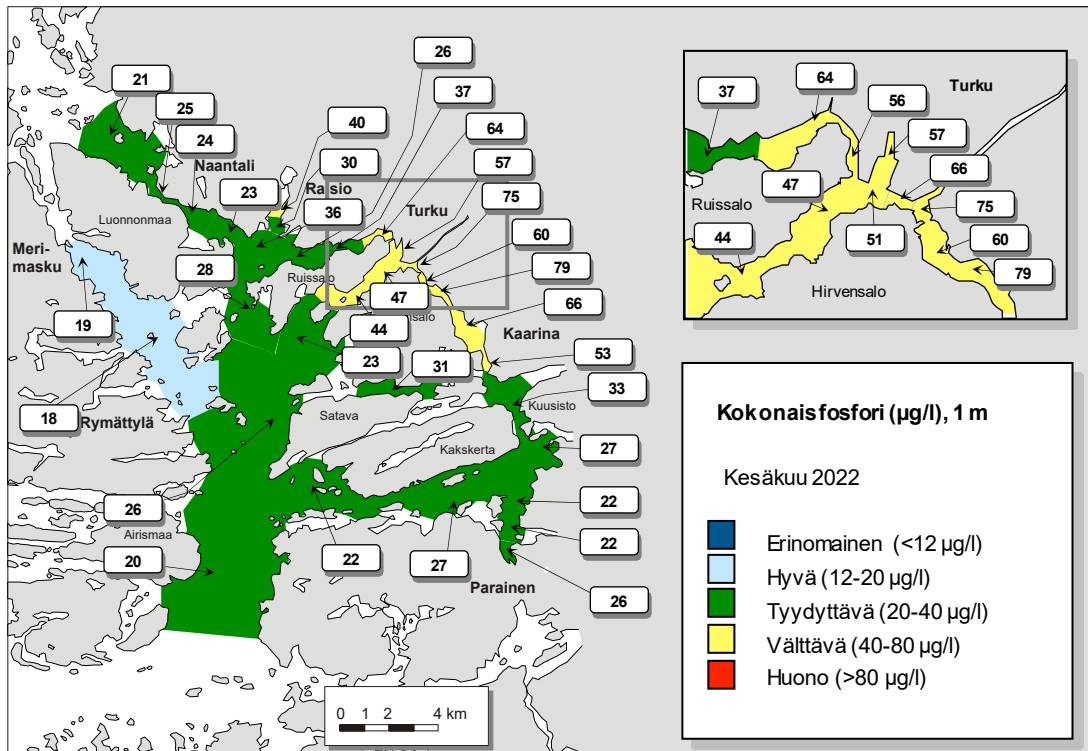 26
21
37
25
40
64
24
Naantali
30
57
23
Raisio
75
36
Turku
Luonnonmaa
60
Meri-
masku
28
Ruissalo
79
47
66
19
44
Kaarina
23
53
31
18
33
Rymättylä
Satava
Kuusisto
Kakskerta
27
26
22
Airismaa
22
20
22
27
Parainen
26
0 1 2 4 km
64
Turku
37
56
57
47
66
Ruissalo
75
44
51
60
79
Hirvensalo
Kokonaisfosfori (µg/l), 1 m
Kesäkuu 2022
Erinomainen (<12 µg/l)
Hyvä (12-20 µg/l)
Tyydyttävä (20-40 µg/l)
Välttävä (40-80 µg/l)
Huono (>80 µg/l)